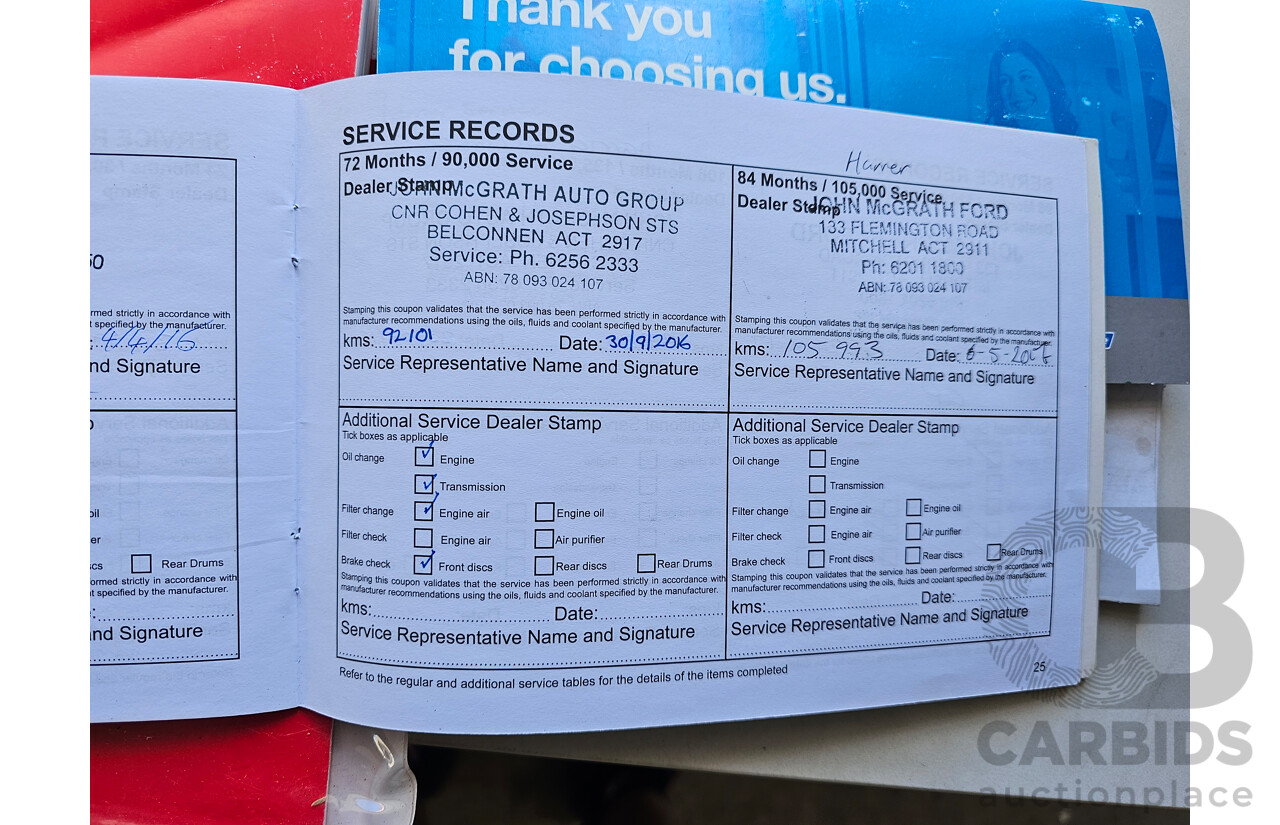 Thank you
for choosing us.
50
rmed strictly in accordance with
t specified by the manufacturer.
: 4/4/16
nd Signature
oil
er
cs Rear Drums
ormed strictly in accordance with
t specified by the manufacturer.
:
nd Signature
SERVICE RECORDS
72 Months / 90,000 Service
Dealer Stamp
JOHN McGRATH AUTO GROUP
CNR COHEN & JOSEPHSON STS
BELCONNEN ACT 2917
Service: Ph. 6256 2333
ABN: 78 093 024 107
Stamping this coupon validates that the service has been performed strictly in accordance with
manufacturer recommendations using the oils, fluids and coolant specified by the manufacturer.
kms: 92101 Date: 30/9/2016
Service Representative Name and Signature
Additional Service Dealer Stamp
Tick boxes as applicable
Oil change Engine
Transmission
Filter change Engine air Engine oil
Filter check Engine air Air purifier
Brake check Front discs Rear discs Rear Drums
Stamping this coupon validates that the service has been performed strictly in accordance with
manufacturer recommendations using the oils, fluids and coolant specified by the manufacturer.
kms: Date:
Service Representative Name and Signature
84 Months / 105,000 Service
Dealer Stamp
JOHN McGRATH FORD
133 FLEMINGTON ROAD
MITCHELL ACT 2911
Ph: 6201 1800
ABN: 78 093 024 107
Stamping this coupon validates that the service has been performed strictly in accordance with
manufacturer recommendations using the oils, fluids and coolant specified by the manufacturer.
kms: 105 993 Date:
Service Representative Name and Signature
Additional Service Dealer Stamp
Tick boxes as applicable
Oil change Engine
Transmission
Filter change Engine air Engine oil
Filter check Engine air Air purifier
Brake check Front discs Rear discs Rear Drums
Stamping this coupon validates that the service has been performed strictly in accordance with
manufacturer recommendations using the oils, fluids and coolant specified by the manufacturer.
kms: Date:
Service Representative Name and Signature
Refer to the regular and additional service tables for the details of the items completed
25
CARBIDS
auctionplace